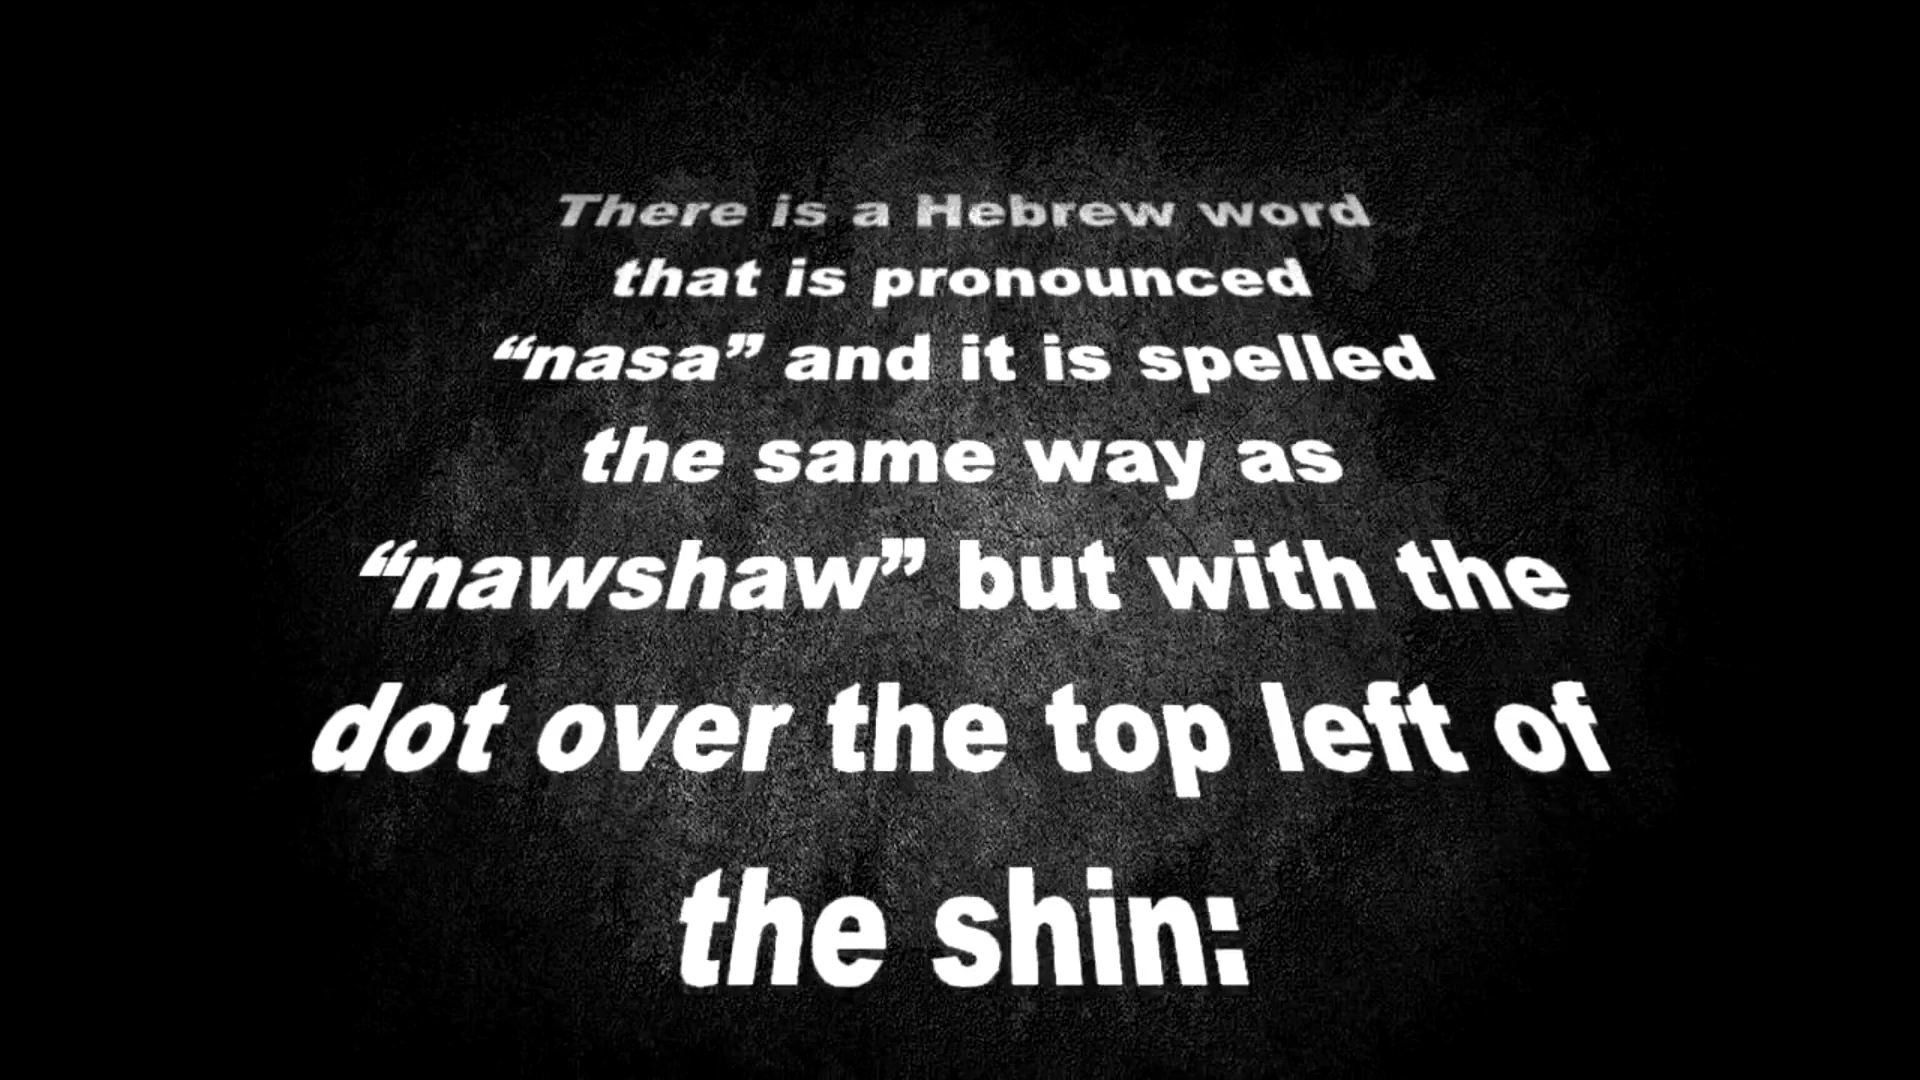 There is a Hebrew word
that is pronounced
“nasa” and it is spelled
the same way as
“nawshaw” but with the
dot over the top left of
the shin: